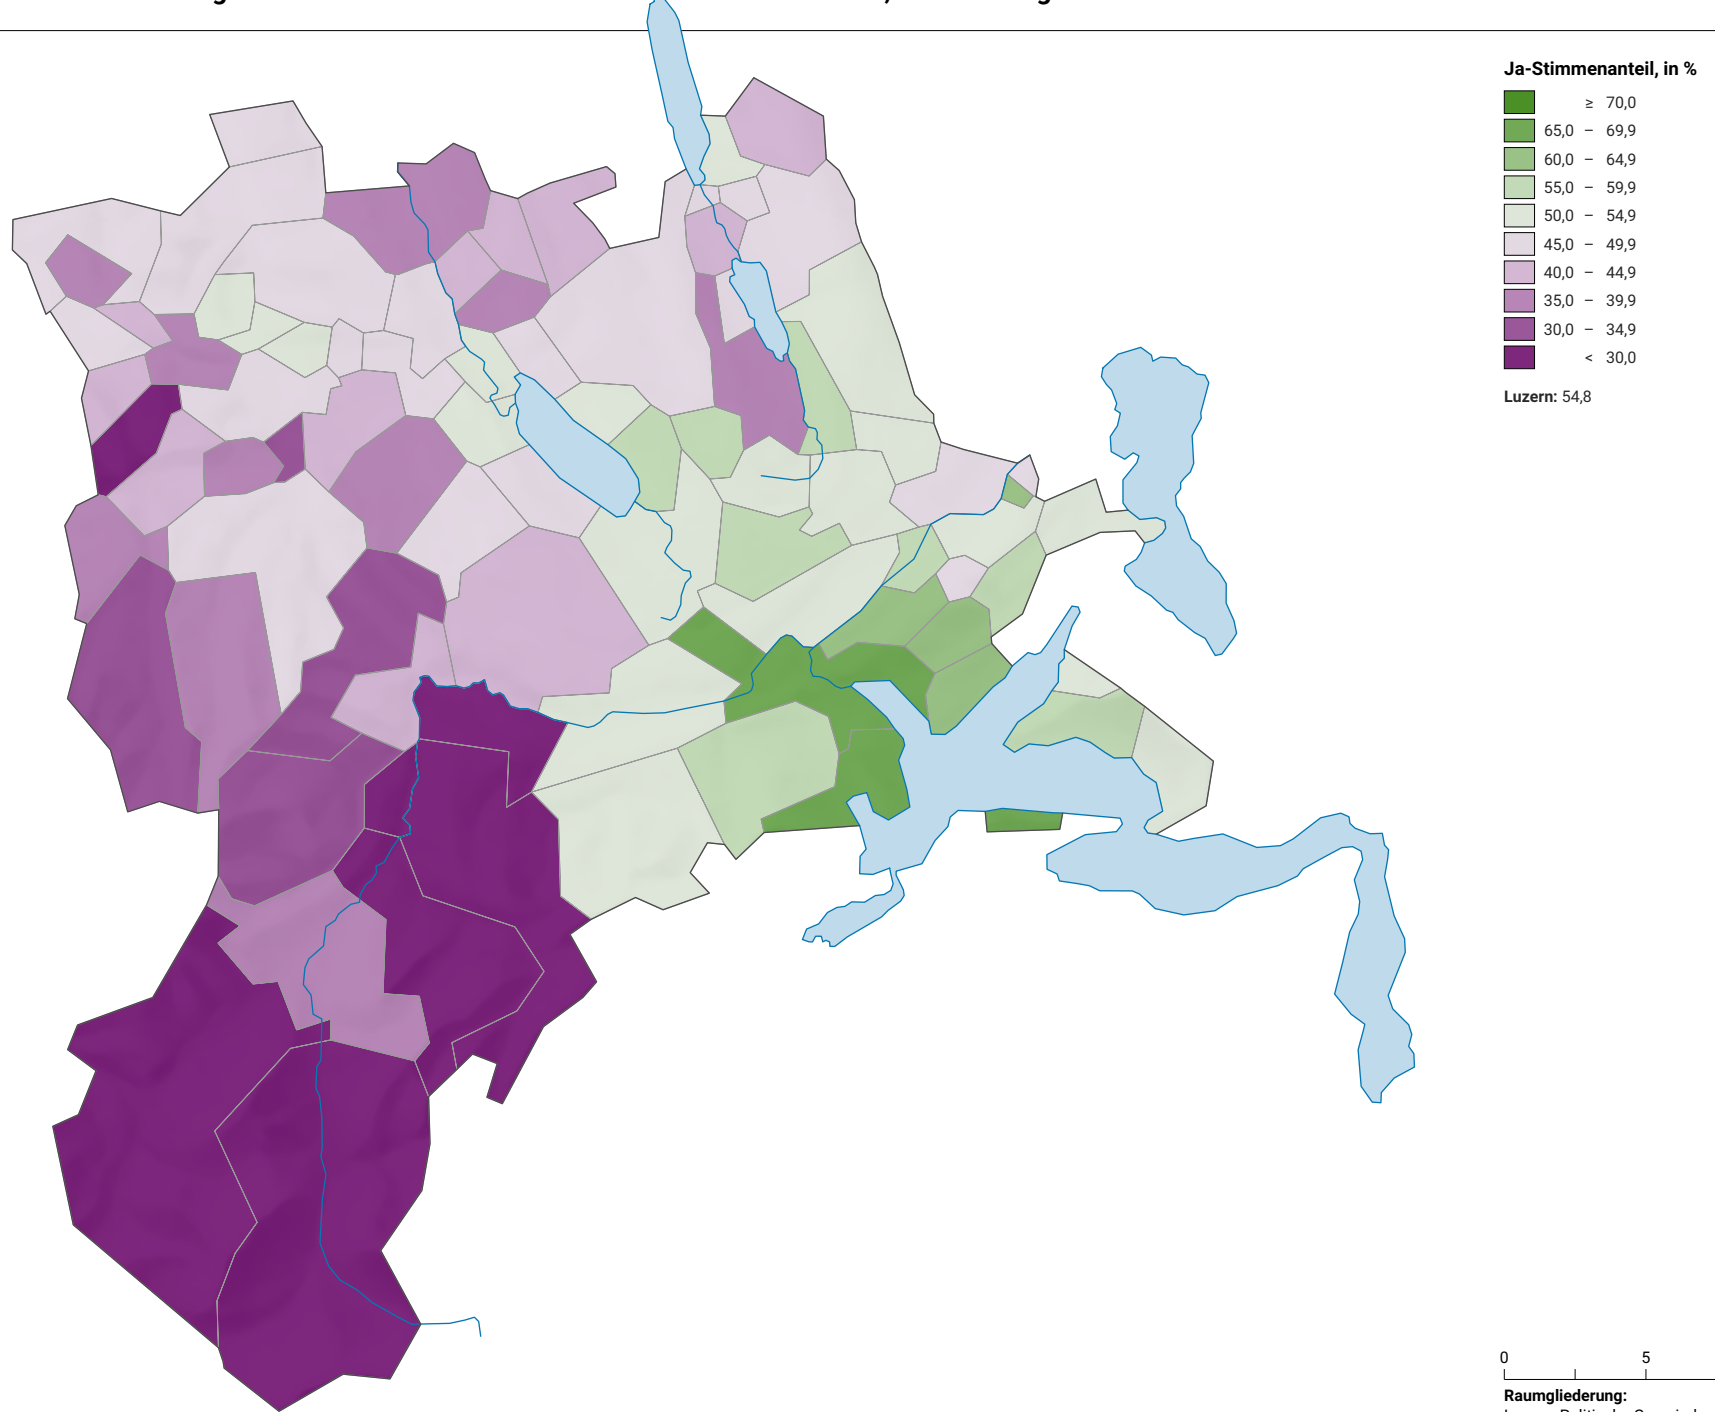 Ja-Stimmenanteil, in %
≥ 70,0
65,0 – 69,9
60,0 – 64,9
55,0 – 59,9
50,0 – 54,9
45,0 – 49,9
40,0 – 44,9
35,0 – 39,9
30,0 – 34,9
< 30,0
Luzern: 54,8
0 5
Raumgliederung: